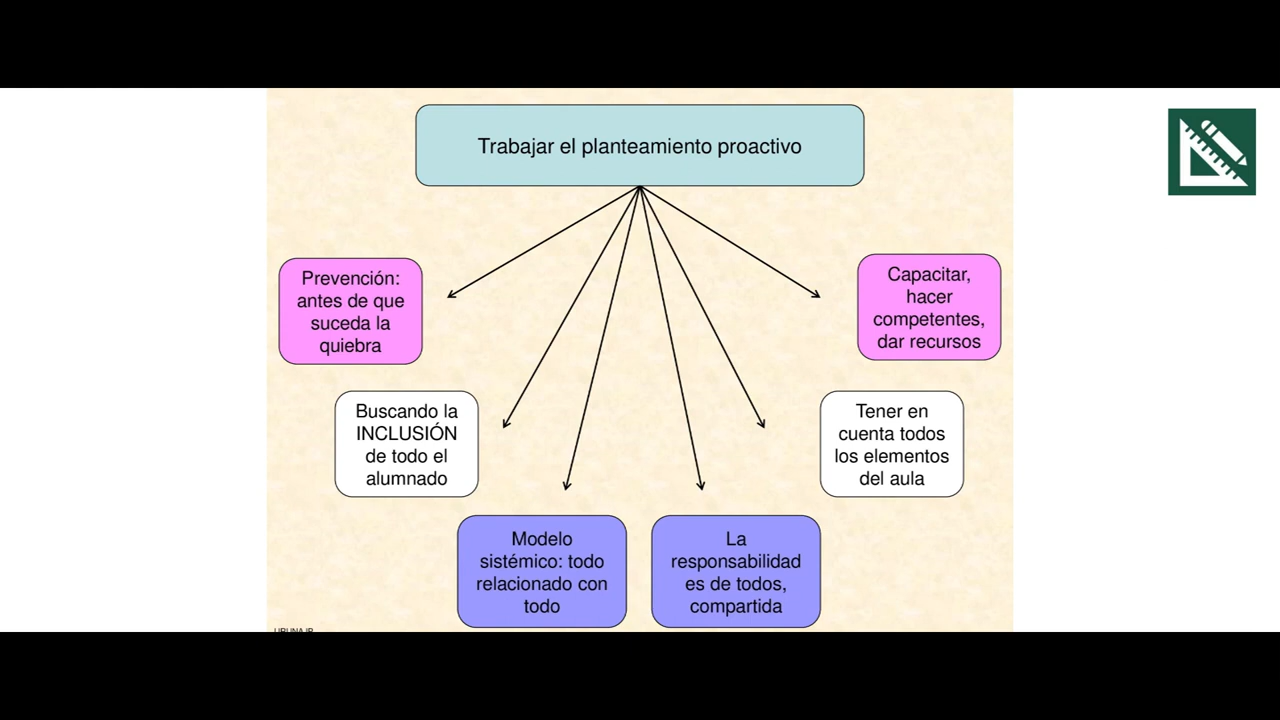 Trabajar el planteamiento proactivo
Prevención:
antes de que
suceda la
quiebra
Capacitar,
hacer
competentes,
dar recursos
Buscando la
INCLUSIÓN
de todo el
alumnado
Tener en
cuenta todos
los elementos
del aula
Modelo
sistémico: todo
relacionado con
todo
La
responsabilidad
es de todos,
compartida